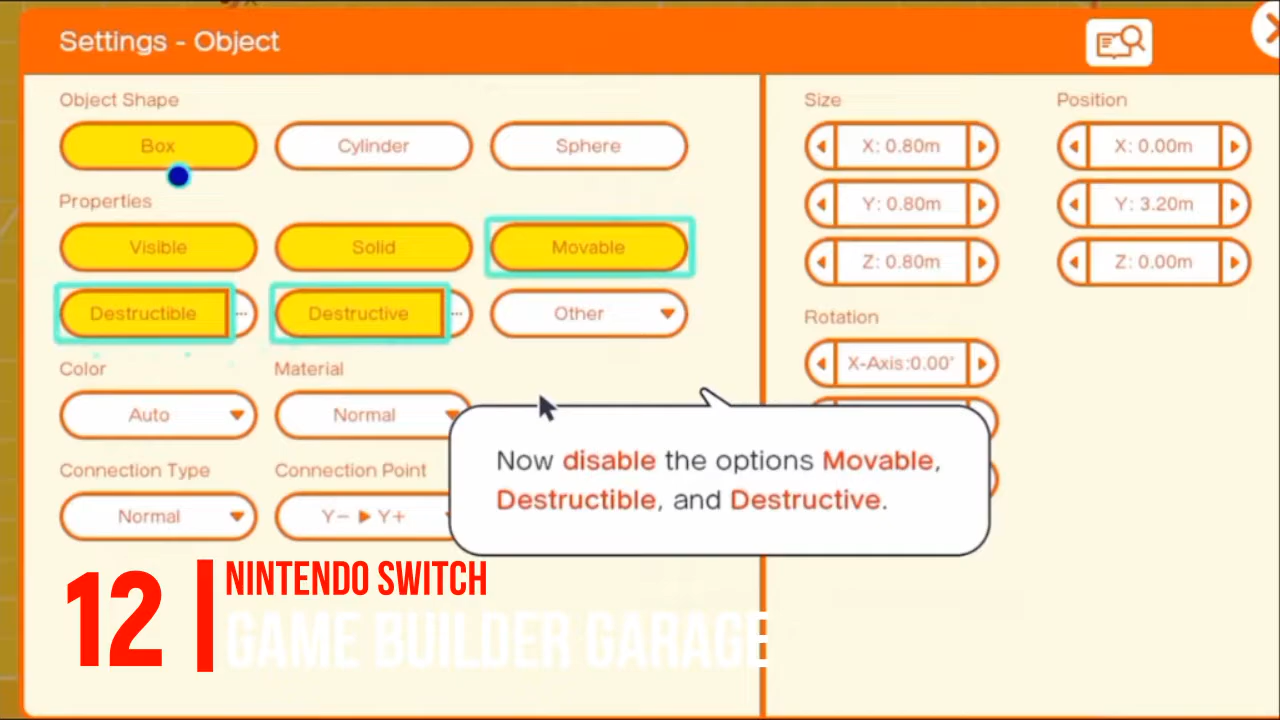 Settings - Object
Object Shape
Box
Cylinder
Sphere
Properties
Visible
Solid
Movable
Destructible
...
Destructive
...
Other
Color
Material
Auto
Normal
Connection Type
Connection Point
Normal
Y- ▶ Y+
Size
Position
X: 0.80m
X: 0.00m
Y: 0.80m
Y: 3.20m
Z: 0.80m
Z: 0.00m
Rotation
X-Axis:0.00°
Now disable the options Movable,
Destructible, and Destructive.
12
NINTENDO SWITCH
GAME BUILDER GARAGE